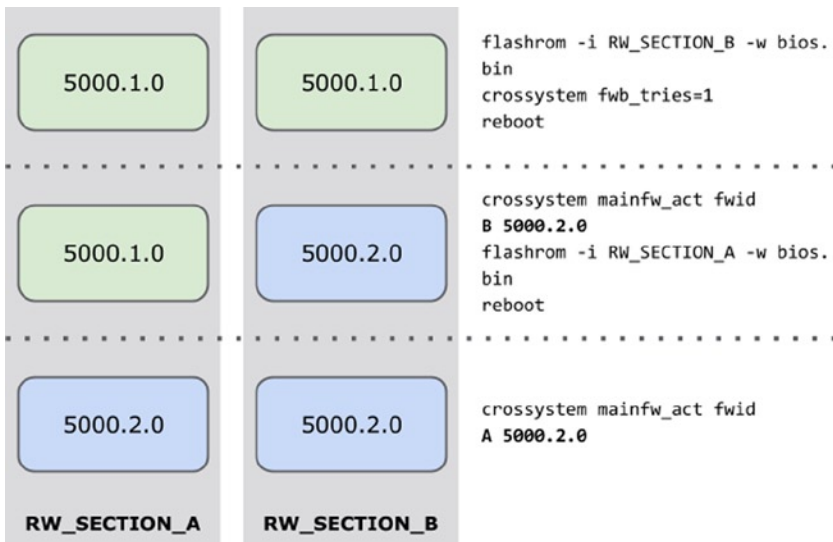 5000.1.0
5000.1.0
flashrom -i RW_SECTION_B -w bios.
bin
crossystem fwb_tries=1
reboot
5000.1.0
5000.2.0
crossystem mainfw_act fwid
B 5000.2.0
flashrom -i RW_SECTION_A -w bios.
bin
reboot
5000.2.0
5000.2.0
crossystem mainfw_act fwid
A 5000.2.0
RW_SECTION_A
RW_SECTION_B